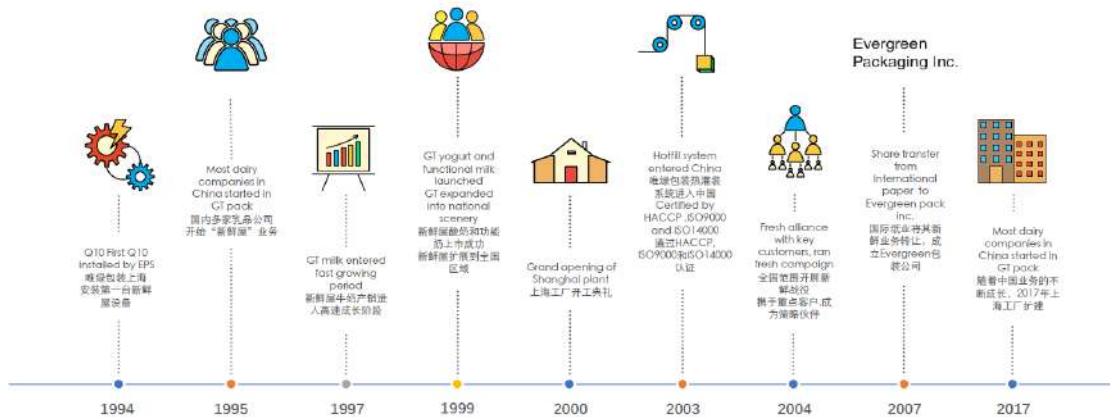 Q10 First Q10
installed by EPS
唯绿包装上海
安装第一台新鲜
屋设备
1994
Most dairy
companies in
China started in
GT pack
国内多家乳品公司
开始“新鲜屋”业务
1995
GT milk entered
fast growing
period
新鲜屋牛奶产销进
入高速成长阶段
1997
GT yogurt and
functional milk
launched
GT expanded
into national
scenery
新鲜屋酸奶和功能
奶上市成功
新鲜屋扩展到全国
区域
1999
Grand opening of
Shanghai plant
上海工厂开工典礼
2000
Hotfill system
entered China
唯绿包装热灌装
系统进入中国
Certified by
HACCP ,ISO9000
and ISO14000
通过HACCP,
ISO9000和ISO14000
认证
2003
Fresh alliance
with key
customers, ran
fresh campaign
全国范围开展新
鲜战役
携手重点客户,成
为策略伙伴
2004
Evergreen
Packaging Inc.
Share transfer
from
International
paper to
Evergreen pack
inc.
国际纸业将其新
鲜业务转让，成
立Evergreen包
装公司
2007
Most dairy
companies in
China started in
GT pack
随着中国业务的不
断成长，2017年上
海工厂扩建
2017